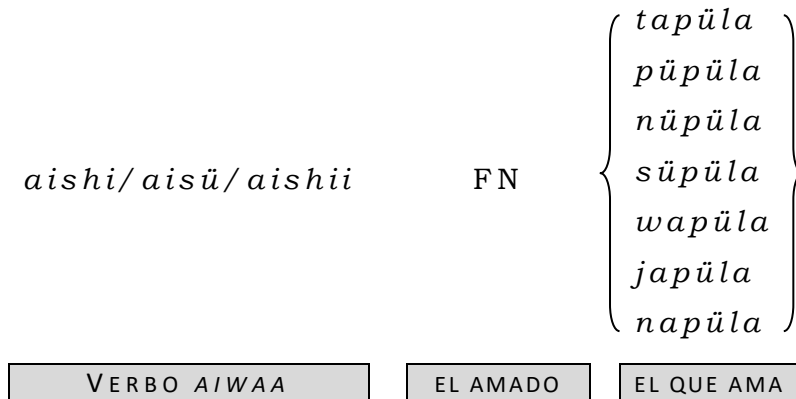 tapüla
püpüla
nüpüla
aishi/aisü/aishii FN süpüla
wapüla
japüla
napüla
VERBO AIWAA EL AMADO EL QUE AMA